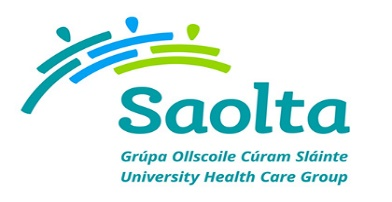 Saolta
Grúpa Ollscoile Cúram Sláinte
University Health Care Group